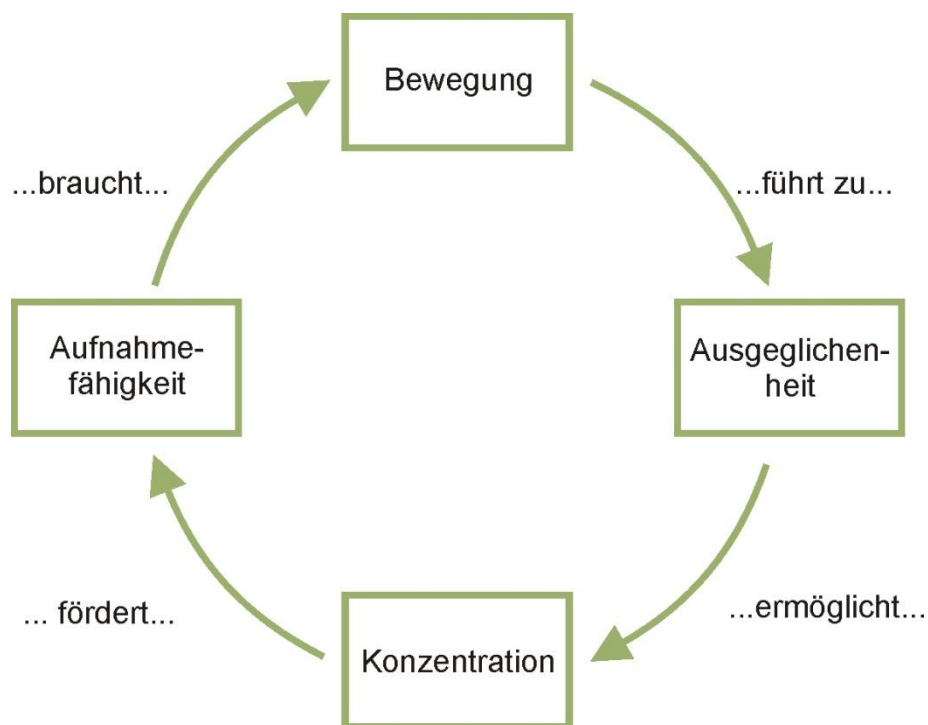 Bewegung
...führt zu...
Ausgeglichen-
heit
...ermöglicht...
Konzentration
... fördert...
Aufnahme-
fähigkeit
...braucht...